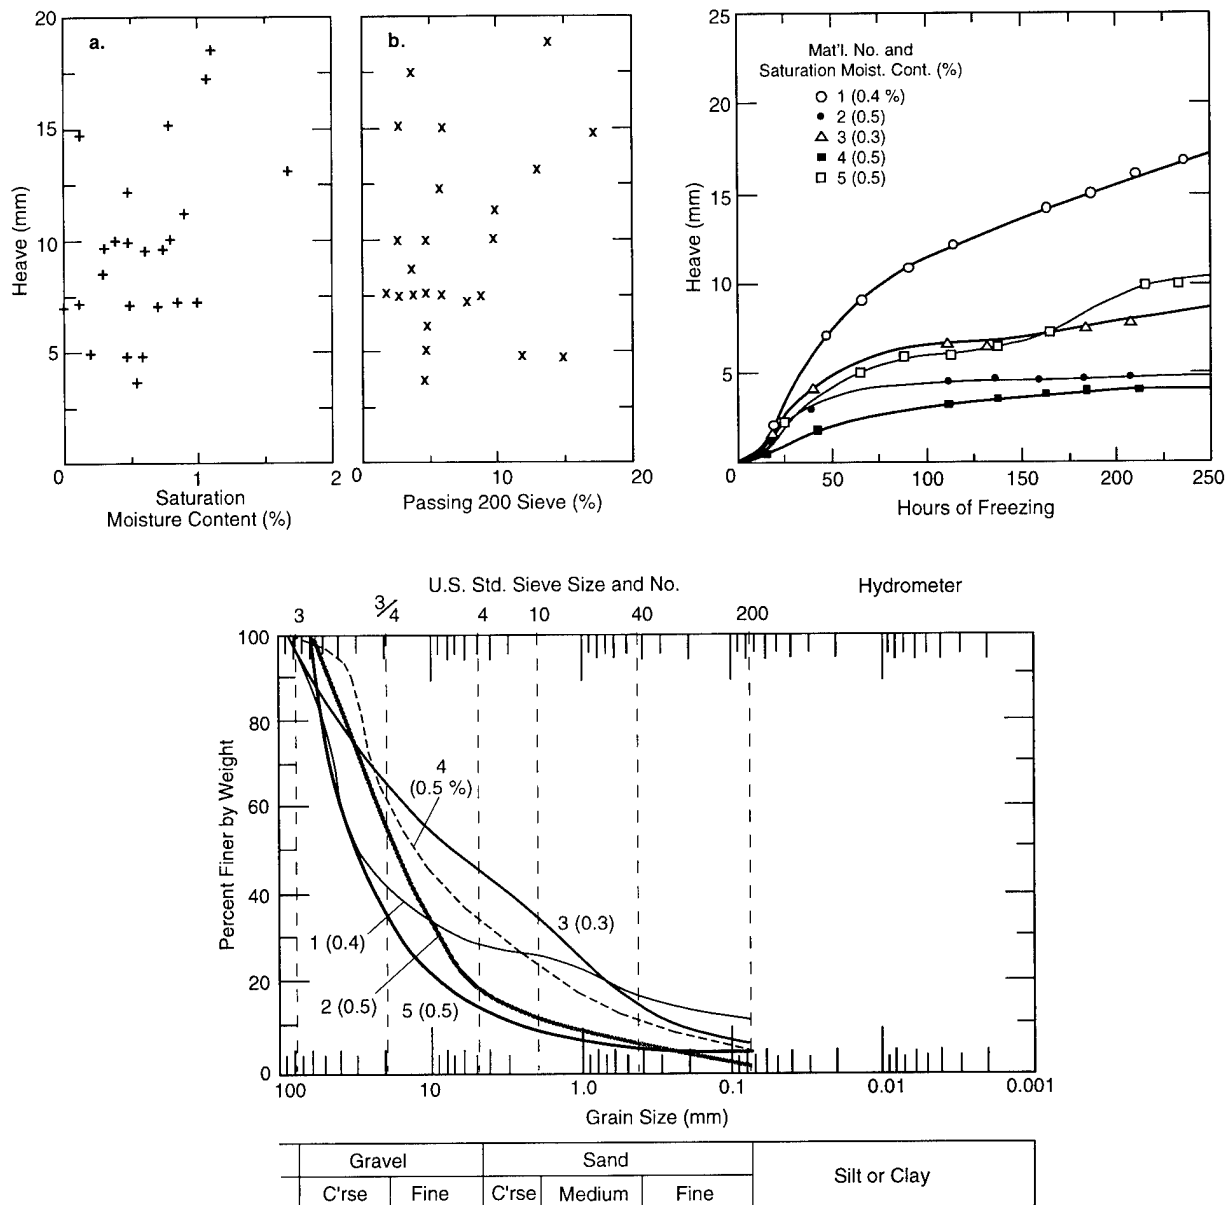 20
15
10
5
Heave (mm)
a.
0
1
2
Saturation
Moisture Content (%)
b.
0
10
20
Passing 200 Sieve (%)
25
20
15
10
5
Heave (mm)
Mat'l. No. and
Saturation Moist. Cont. (%)
1 (0.4 %)
2 (0.5)
3 (0.3)
4 (0.5)
5 (0.5)
0
50
100
150
200
250
Hours of Freezing
U.S. Std. Sieve Size and No.
Hydrometer
3
3/4
4
10
40
200
100
80
60
40
20
0
Percent Finer by Weight
4
(0.5 %)
3 (0.3)
1 (0.4)
2 (0.5)
5 (0.5)
100
10
1.0
0.1
0.01
0.001
Grain Size (mm)
Gravel
Sand
Silt or Clay
C'rse
Fine
C'rse
Medium
Fine